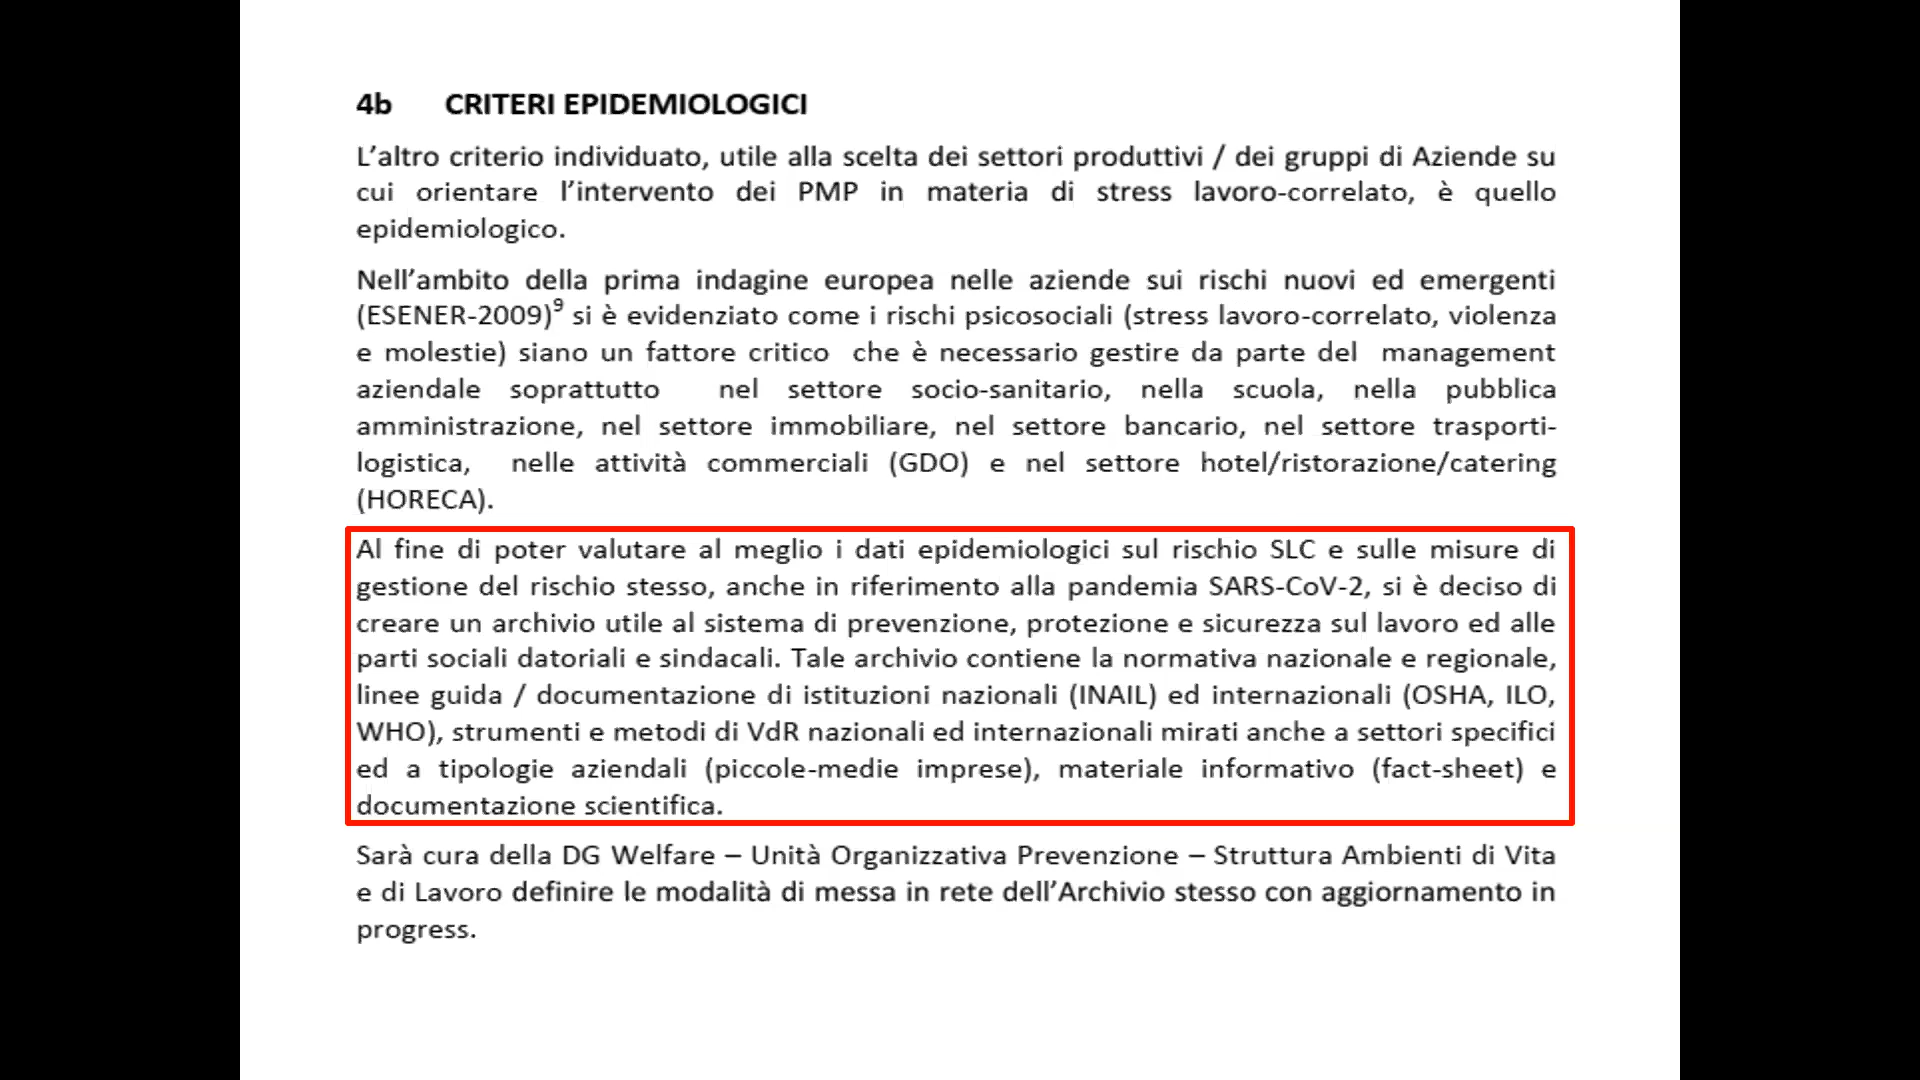 4b CRITERI EPIDEMIOLOGICI
L’altro criterio individuato, utile alla scelta dei settori produttivi / dei gruppi di Aziende su
cui orientare l’intervento dei PMP in materia di stress lavoro-correlato, è quello
epidemiologico.
Nell’ambito della prima indagine europea nelle aziende sui rischi nuovi ed emergenti
(ESENER-2009)⁹ si è evidenziato come i rischi psicosociali (stress lavoro-correlato, violenza
e molestie) siano un fattore critico che è necessario gestire da parte del management
aziendale soprattutto nel settore socio-sanitario, nella scuola, nella pubblica
amministrazione, nel settore immobiliare, nel settore bancario, nel settore trasporti-
logistica, nelle attività commerciali (GDO) e nel settore hotel/ristorazione/catering
(HORECA).
Al fine di poter valutare al meglio i dati epidemiologici sul rischio SLC e sulle misure di
gestione del rischio stesso, anche in riferimento alla pandemia SARS-CoV-2, si è deciso di
creare un archivio utile al sistema di prevenzione, protezione e sicurezza sul lavoro ed alle
parti sociali datoriali e sindacali. Tale archivio contiene la normativa nazionale e regionale,
linee guida / documentazione di istituzioni nazionali (INAIL) ed internazionali (OSHA, ILO,
WHO), strumenti e metodi di VdR nazionali ed internazionali mirati anche a settori specifici
ed a tipologie aziendali (piccole-medie imprese), materiale informativo (fact-sheet) e
documentazione scientifica.
Sarà cura della DG Welfare – Unità Organizzativa Prevenzione – Struttura Ambienti di Vita
e di Lavoro definire le modalità di messa in rete dell’Archivio stesso con aggiornamento in
progress.